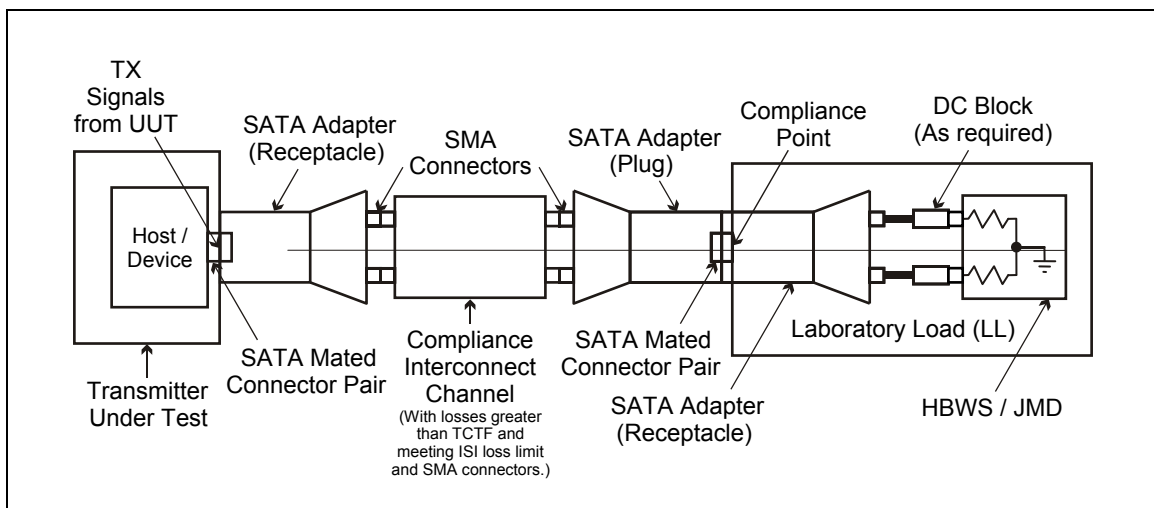 TX
Signals
from UUT
SATA Adapter
(Receptacle)
SMA
Connectors
SATA Adapter
(Plug)
Compliance
Point
DC Block
(As required)
Host /
Device
Laboratory Load (LL)
Transmitter
Under Test
SATA Mated
Connector Pair
Compliance
Interconnect
Channel
(With losses greater
than TCTF and
meeting ISI loss limit
and SMA connectors.)
SATA Mated
Connector Pair
SATA Adapter
(Receptacle)
HBWS / JMD